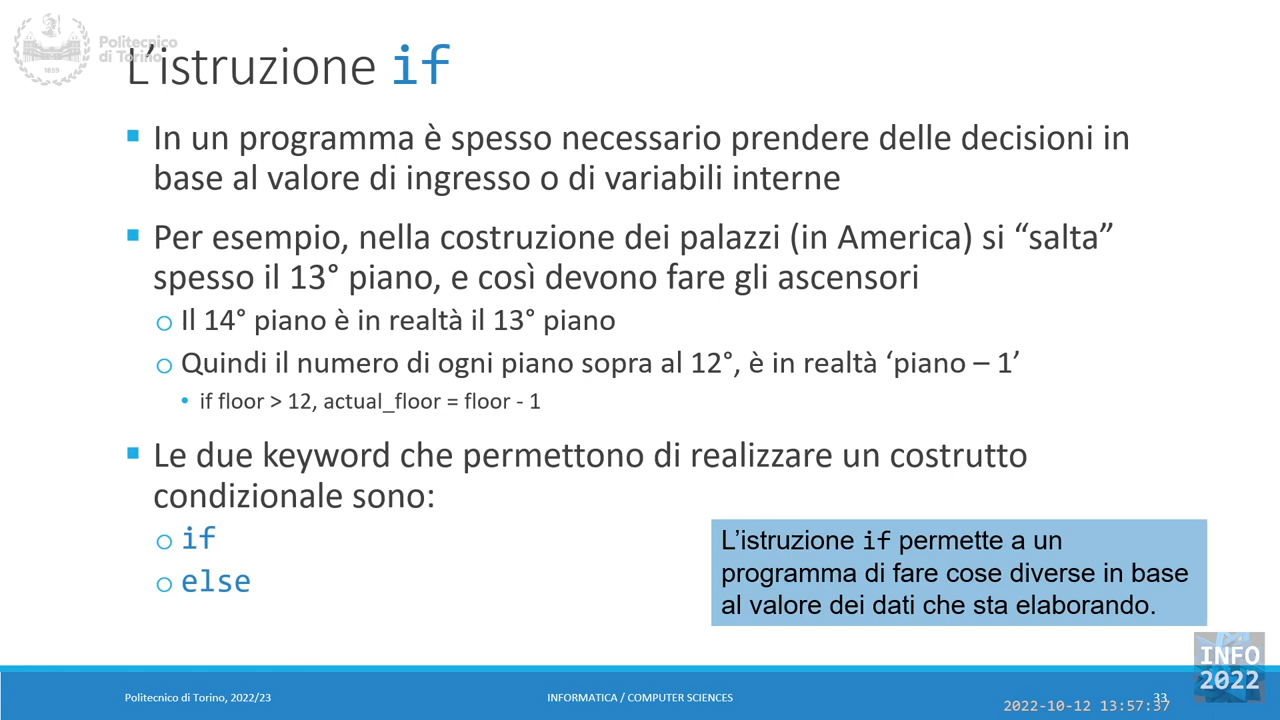 Politecnico
di Torino
1859
L'istruzione if
In un programma è spesso necessario prendere delle decisioni in
base al valore di ingresso o di variabili interne
Per esempio, nella costruzione dei palazzi (in America) si “salta”
spesso il 13° piano, e così devono fare gli ascensori
Il 14° piano è in realtà il 13° piano
Quindi il numero di ogni piano sopra al 12°, è in realtà ‘piano – 1’
if floor > 12, actual_floor = floor - 1
Le due keyword che permettono di realizzare un costrutto
condizionale sono:
if
else
L'istruzione if permette a un
programma di fare cose diverse in base
al valore dei dati che sta elaborando.
INFO
2022
Politecnico di Torino, 2022/23
INFORMATICA / COMPUTER SCIENCES
33
2022-10-12 13:57:37